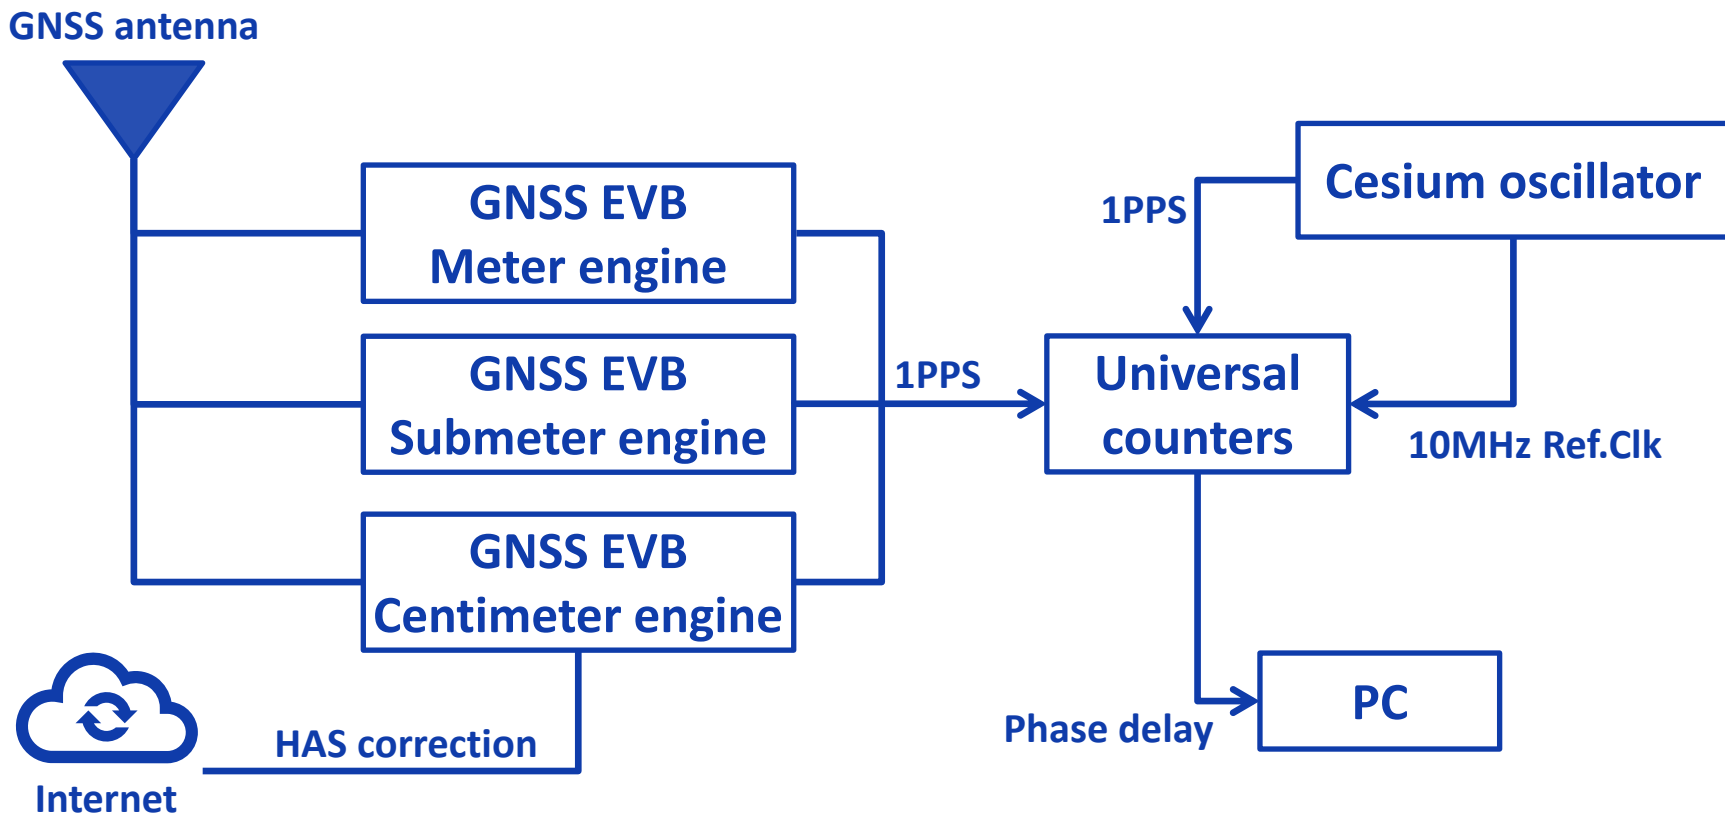 GNSS antenna
GNSS EVB
Meter engine
GNSS EVB
Submeter engine
GNSS EVB
Centimeter engine
Internet
HAS correction
1PPS
1PPS
Cesium oscillator
Universal
counters
10MHz Ref.Clk
Phase delay
PC